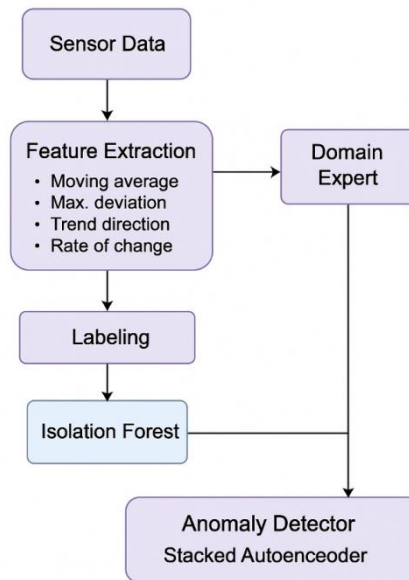 Sensor Data
Feature Extraction
• Moving average
• Max. deviation
• Trend direction
• Rate of change
Domain
Expert
Labeling
Isolation Forest
Anomaly Detector
Stacked Autoenceoder